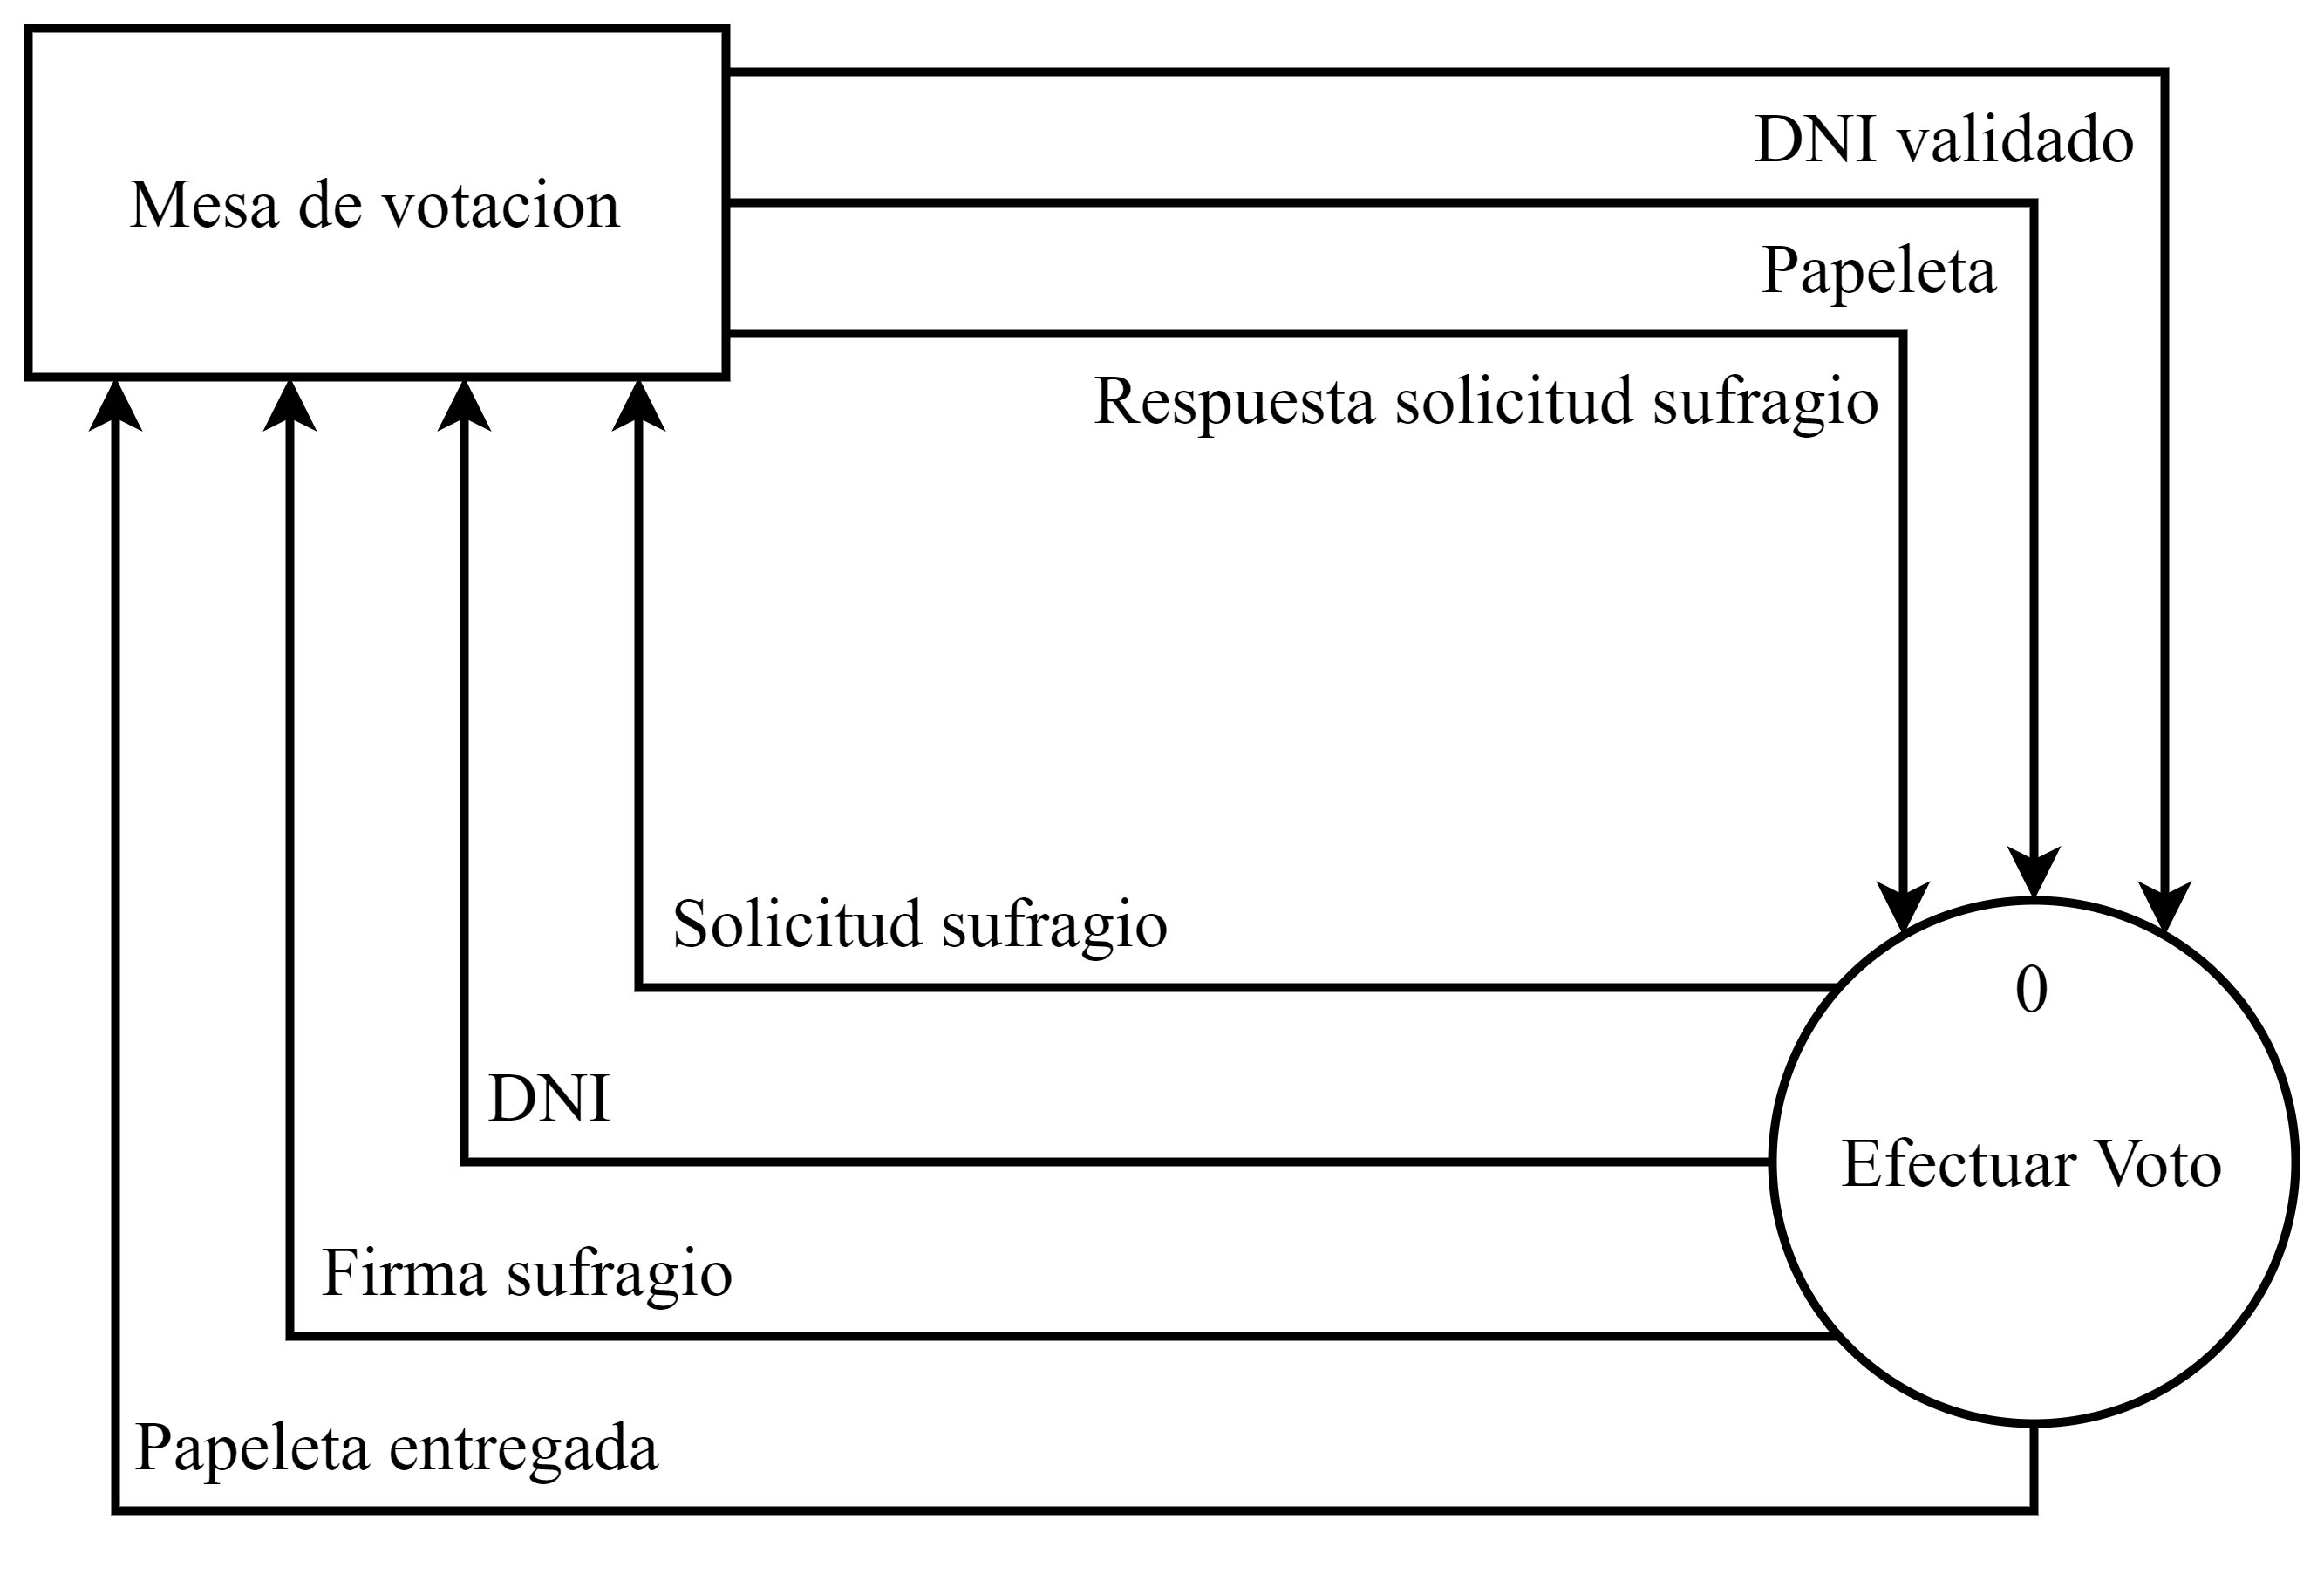 DNI validado
Mesa de votacion
Papeleta
Respuesta solicitud sufragio
Solicitud sufragio
0
DNI
Efectuar Voto
Firma sufragio
Papeleta entregada